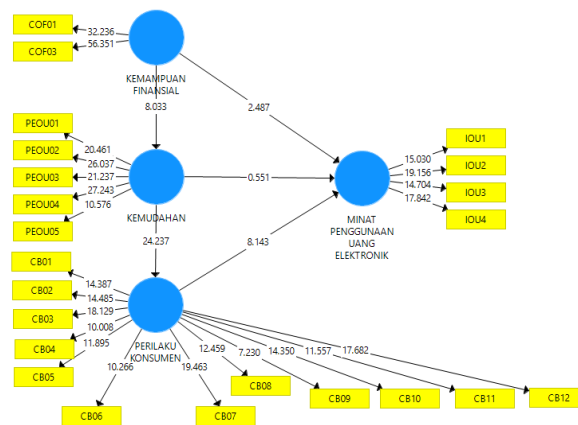 COF01
32.236
COF03
56.351
KEMAMPUAN
FINANSIAL
8.033
2.487
PEOU01
PEOU02
PEOU03
PEOU04
PEOU05
20.461
26.037
21.237
27.243
10.576
KEMUDAHAN
0.551
IOU1
IOU2
IOU3
IOU4
15.030
19.156
14.704
17.842
MINAT
PENGGUNAAN
UANG
ELEKTRONIK
24.237
8.143
CB01
CB02
CB03
CB04
CB05
14.387
14.485
18.129
10.008
11.895
PERILAKU
KONSUMEN
10.266
19.463
12.459
7.230
14.350
11.557
17.682
CB06
CB07
CB08
CB09
CB10
CB11
CB12